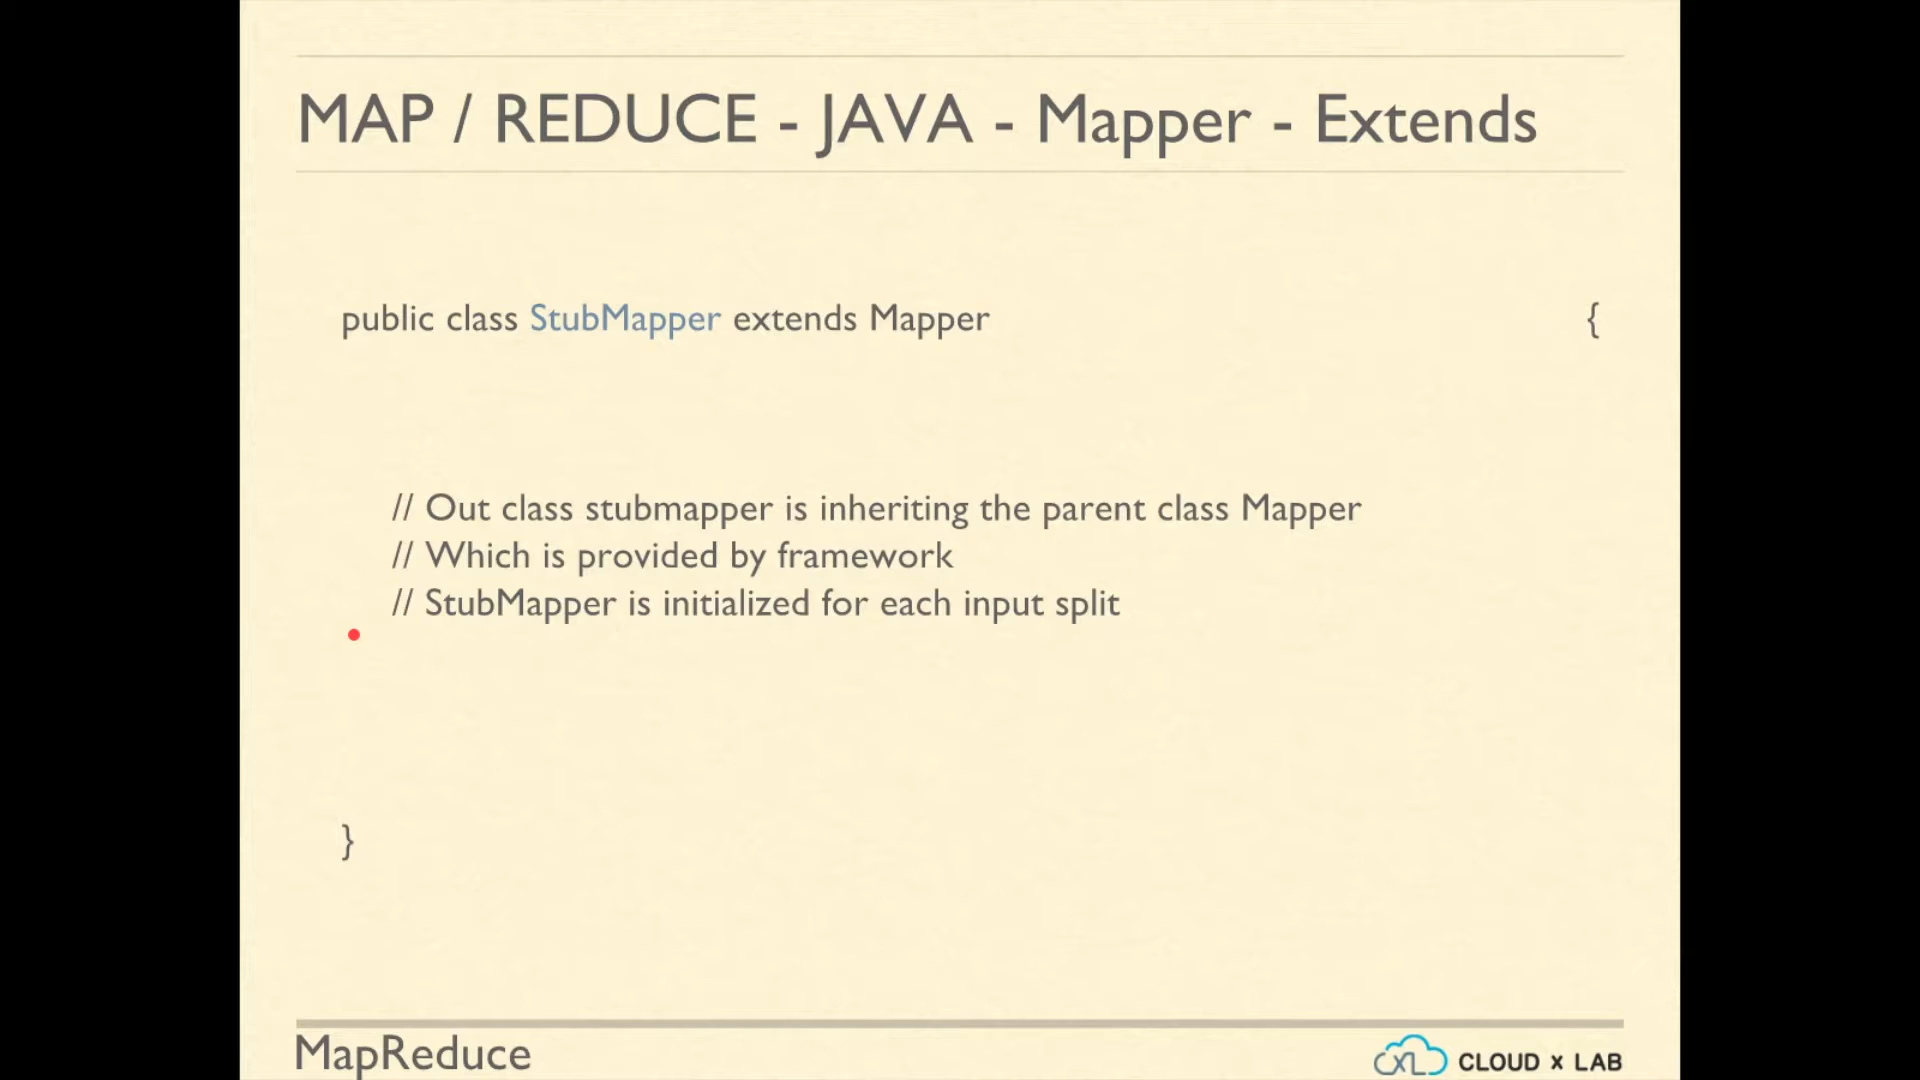 MAP / REDUCE - JAVA - Mapper - Extends
public class StubMapper extends Mapper {
// Out class stubmapper is inheriting the parent class Mapper
// Which is provided by framework
// StubMapper is initialized for each input split
}
MapReduce
CXL CLOUD x LAB